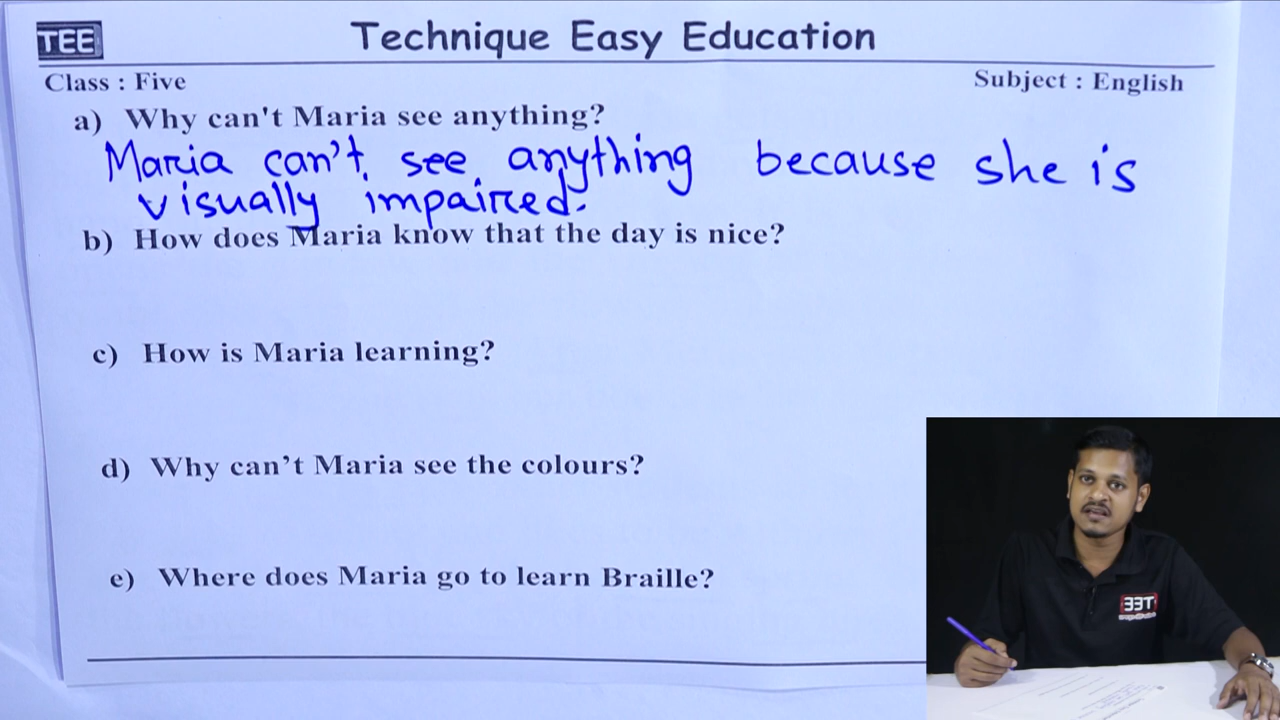 TEE
Technique Easy Education
Class : Five
Subject : English
a) Why can't Maria see anything?
Maria can't see anything because she is
visually impaired.
b) How does Maria know that the day is nice?
c) How is Maria learning?
d) Why can’t Maria see the colours?
e) Where does Maria go to learn Braille?